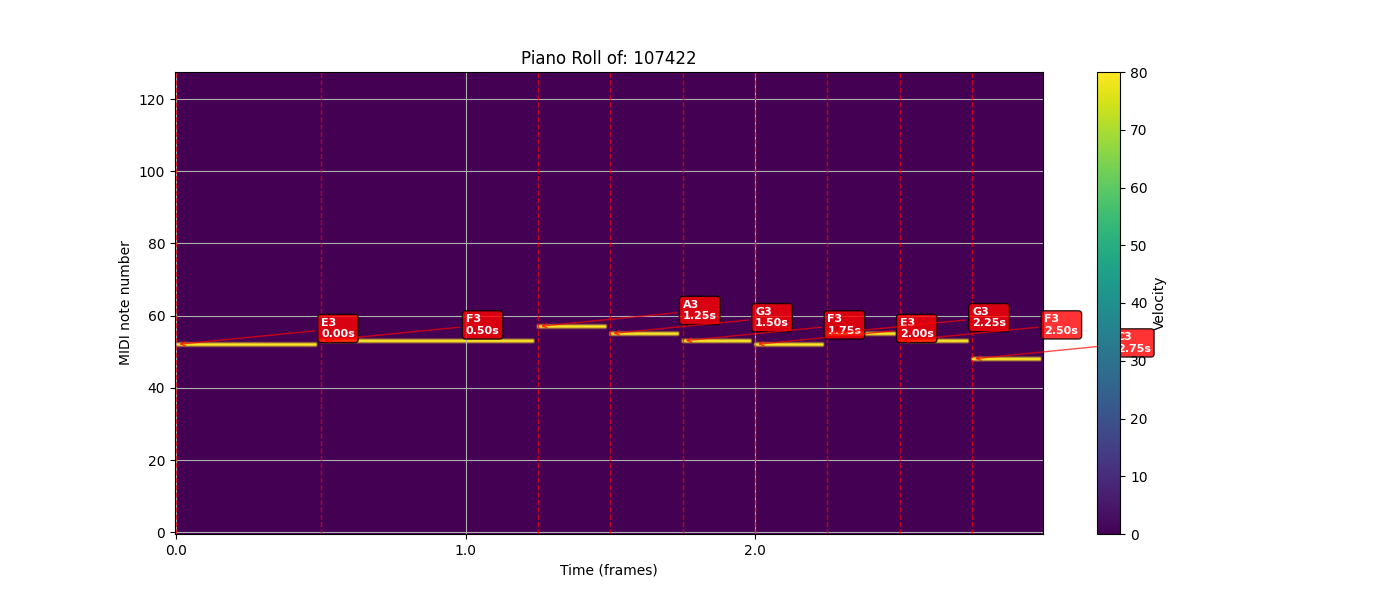 Piano Roll of: 107422
MIDI note number
120
100
80
60
40
20
0
E3
0.00s
F3
0.50s
A3
1.25s
G3
1.50s
F3
1.75s
E3
2.00s
G3
2.25s
F3
2.50s
C3
2.75s
0.0
1.0
2.0
Time (frames)
80
70
60
50
40
30
20
10
0
Velocity